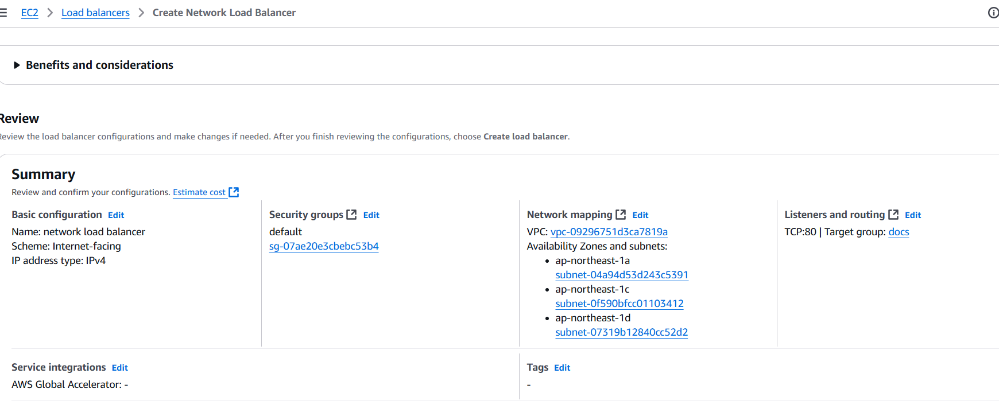 EC2 > Load balancers > Create Network Load Balancer
Benefits and considerations
Review
Review the load balancer configurations and make changes if needed. After you finish reviewing the configurations, choose Create load balancer.
Summary
Review and confirm your configurations. Estimate cost
Basic configuration Edit
Name: network load balancer
Scheme: Internet-facing
IP address type: IPv4
Security groups Edit
default
sg-07ae20e3cbebc53b4
Network mapping Edit
VPC: vpc-09296751d3ca7819a
Availability Zones and subnets:
• ap-northeast-1a
subnet-04a94d53d243c5391
• ap-northeast-1c
subnet-0f590bfcc01103412
• ap-northeast-1d
subnet-07319b12840cc52d2
Listeners and routing Edit
TCP:80 | Target group: docs
Service integrations Edit
AWS Global Accelerator: -
Tags Edit
-